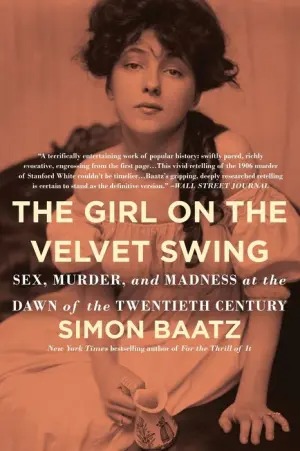 “A terrifically entertaining work of popular history: swiftly paced, richly
evocative, engrossing from the first page…This vivid retelling of the 1906 murder
of Stanford White couldn’t be timelier…Baatz’s gripping, deeply researched retelling
is certain to stand as the definitive version.” –WALL STREET JOURNAL
THE GIRL ON THE
VELVET SWING
SEX, MURDER, and MADNESS at the
DAWN of the TWENTIETH CENTURY
SIMON BAATZ
New York Times bestselling author of For the Thrill of It